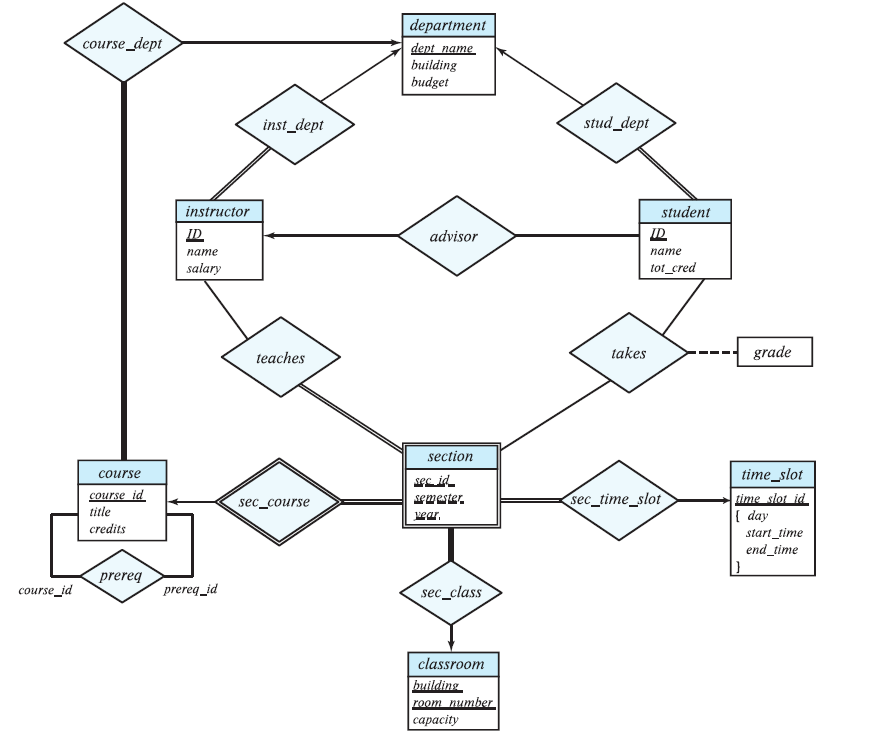 department
course_dept
dept_name
building
budget
inst_dept
stud_dept
instructor
ID
name
salary
advisor
student
ID
name
tot_cred
teaches
takes
grade
course
course_id
title
credits
sec_course
section
sec_id
semester
year
sec_time_slot
time_slot
time_slot_id
{ day
start_time
end_time
}
prereq
course_id
prereq_id
sec_class
classroom
building
room_number
capacity